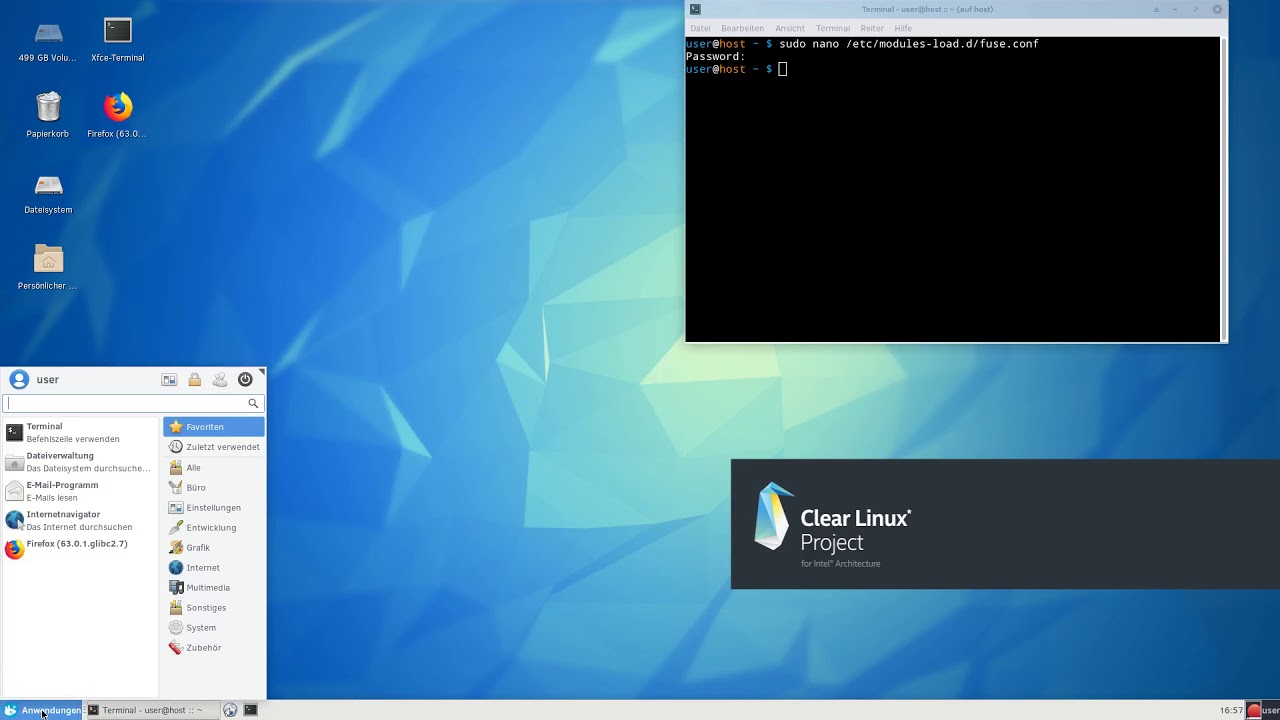 499 GB Volu...
Xfce-Terminal
Papierkorb
Firefox (63.0...
Dateisystem
Persönlicher ...
Terminal - user@host :: ~ (auf host)
Datei Bearbeiten Ansicht Terminal Reiter Hilfe
user@host ~ $ sudo nano /etc/modules-load.d/fuse.conf
Password:
user@host ~ $
Clear Linux*
Project
for Intel® Architecture
user
Terminal
Befehlszeile verwenden
Dateiverwaltung
Das Dateisystem durchsuche...
E-Mail-Programm
E-Mails lesen
Internetnavigator
Das Internet durchsuchen
Firefox (63.0.1.glibc2.7)
Favoriten
Zuletzt verwendet
Alle
Büro
Einstellungen
Entwicklung
Grafik
Internet
Multimedia
Sonstiges
System
Zubehör
Anwendungen
Terminal - user@host :: ~
16:57
user